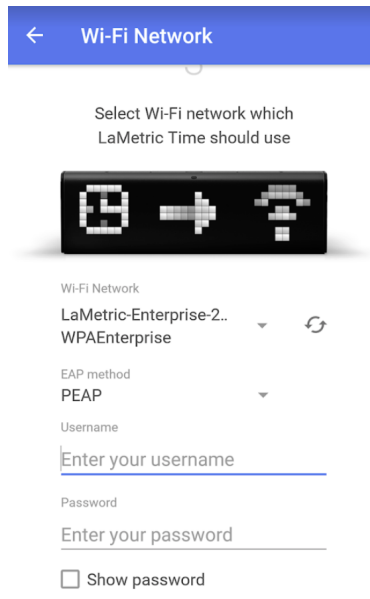 Wi-Fi Network
Select Wi-Fi network which
LaMetric Time should use
Wi-Fi Network
LaMetric-Enterprise-2..
WPAEnterprise
EAP method
PEAP
Username
Enter your username
Password
Enter your password
Show password